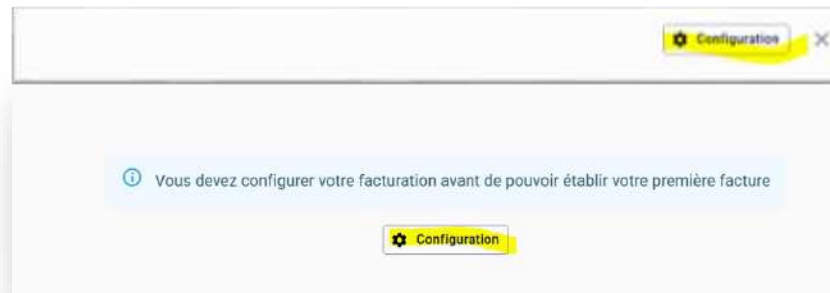 Configuration
Vous devez configurer votre facturation avant de pouvoir établir votre première facture
Configuration